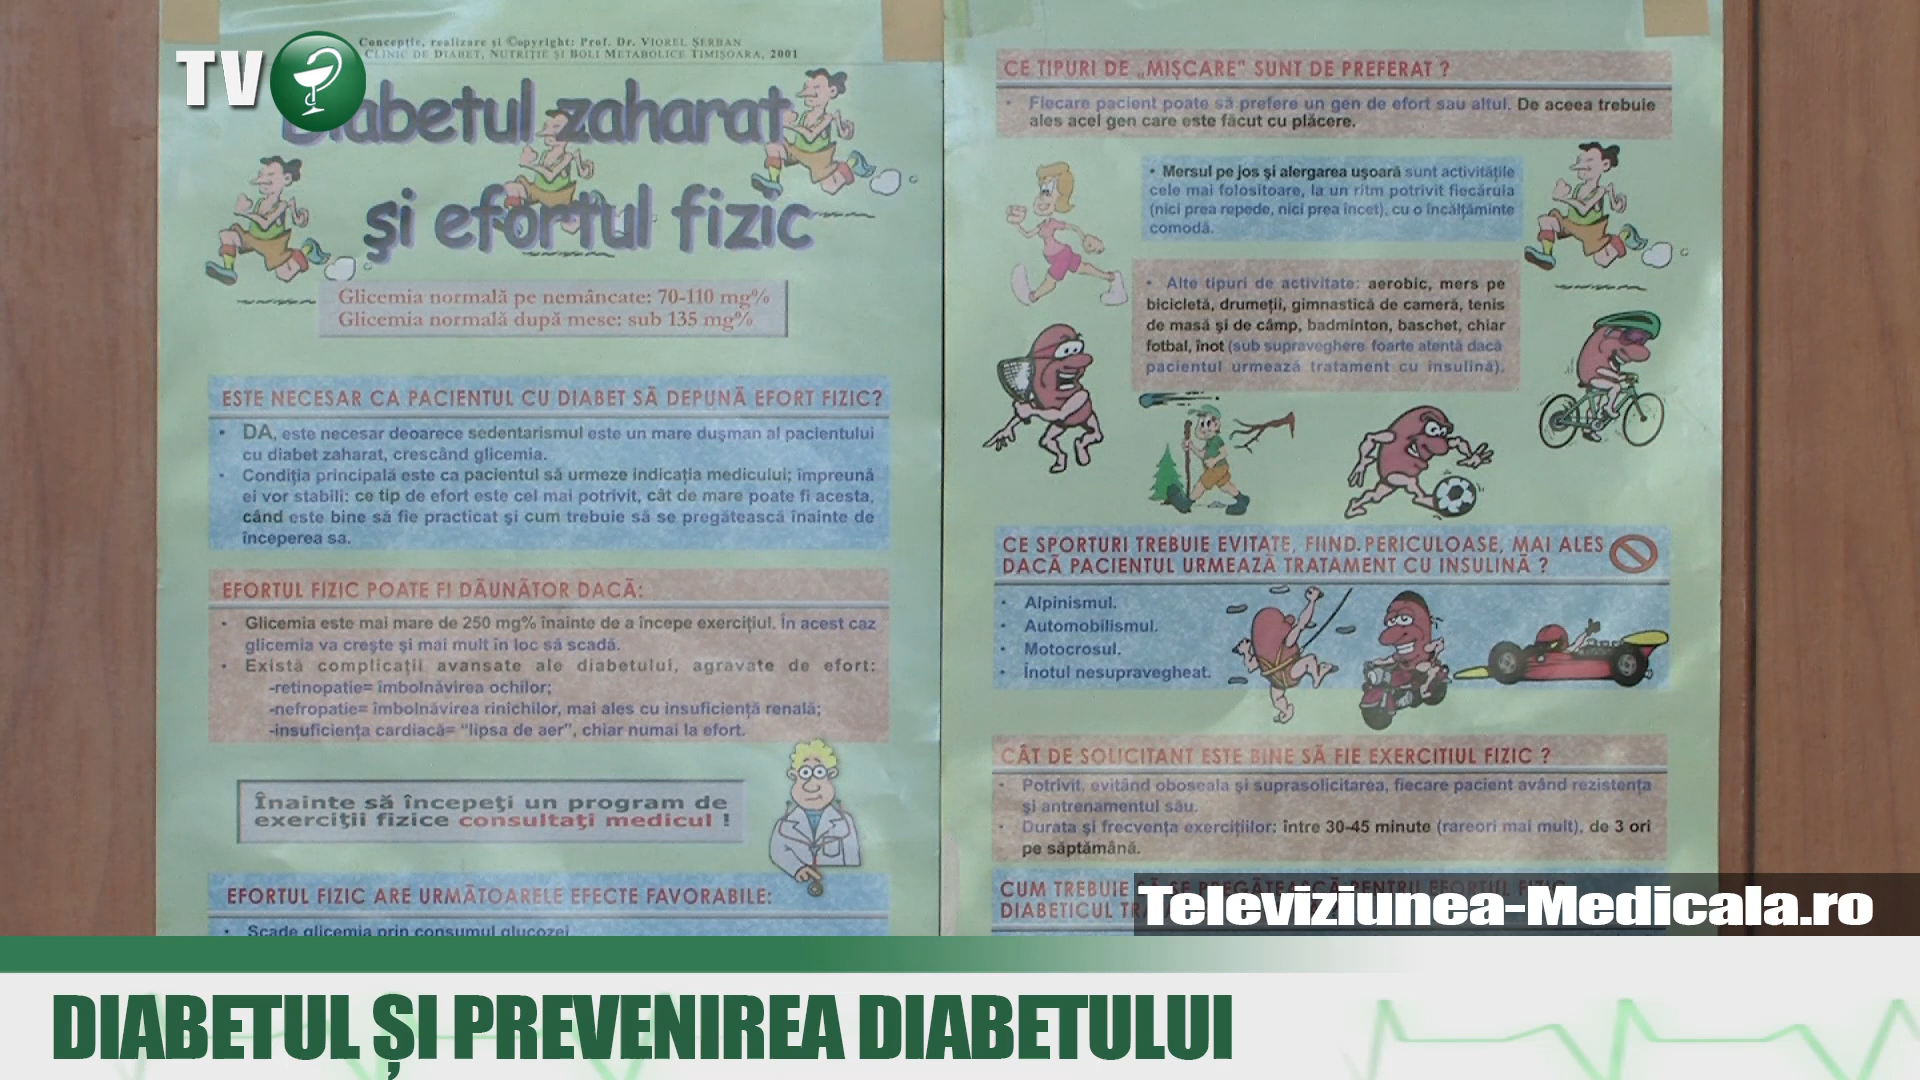 TV
Concepție, realizare și ©opyright: Prof. Dr. VIOREL ȘERBAN
CLINIC DE DIABET, NUTRIȚIE ȘI BOLI METABOLICE TIMIȘOARA, 2001
Diabetul zaharat
și efortul fizic
Glicemia normală pe nemâncate: 70-110 mg%
Glicemia normală după mese: sub 135 mg%
ESTE NECESAR CA PACIENTUL CU DIABET SĂ DEPUNĂ EFORT FIZIC?
• DA, este necesar deoarece sedentarismul este un mare dușman al pacientului
cu diabet zaharat, crescând glicemia.
• Condiția principală este ca pacientul să urmeze indicația medicului; împreună
ei vor stabili: ce tip de efort este cel mai potrivit, cât de mare poate fi acesta,
când este bine să fie practicat și cum trebuie să se pregătească înainte de
începerea sa.
EFORTUL FIZIC POATE FI DĂUNĂTOR DACĂ:
• Glicemia este mai mare de 250 mg% înainte de a începe exercițiul. În acest caz
glicemia va crește și mai mult în loc să scadă.
• Există complicații avansate ale diabetului, agravate de efort:
-retinopatie= îmbolnăvirea ochilor;
-nefropatie= îmbolnăvirea rinichilor, mai ales cu insuficiență renală;
-insuficiența cardiacă= "lipsa de aer", chiar numai la efort.
Înainte să începeți un program de
exerciții fizice consultați medicul !
EFORTUL FIZIC ARE URMĂTOARELE EFECTE FAVORABILE:
• Scade glicemia prin consumul glucozei
CE TIPURI DE „MIȘCARE" SUNT DE PREFERAT ?
• Fiecare pacient poate să prefere un gen de efort sau altul. De aceea trebuie
ales acel gen care este făcut cu plăcere.
• Mersul pe jos și alergarea ușoară sunt activitățile
cele mai folositoare, la un ritm potrivit fiecăruia
(nici prea repede, nici prea încet), cu o încălțăminte
comodă.
• Alte tipuri de activitate: aerobic, mers pe
bicicletă, drumeții, gimnastică de cameră, tenis
de masă și de câmp, badminton, baschet, chiar
fotbal, înot (sub supraveghere foarte atentă dacă
pacientul urmează tratament cu insulină).
CE SPORTURI TREBUIE EVITATE, FIIND PERICULOASE, MAI ALES
DACĂ PACIENTUL URMEAZĂ TRATAMENT CU INSULINĂ ?
• Alpinismul.
• Automobilismul.
• Motocrosul.
• Înotul nesupravegheat.
CÂT DE SOLICITANT ESTE BINE SĂ FIE EXERCIȚIUL FIZIC ?
• Potrivit, evitând oboseala și suprasolicitarea, fiecare pacient având rezistența
și antrenamentul său.
• Durata și frecvența exercițiilor: între 30-45 minute (rareori mai mult), de 3 ori
pe săptămână.
CUM TREBUIE SĂ SE PREGĂTEASCĂ PENTRU EFORTUL FIZIC
DIABETICUL
Televiziunea-Medicala.ro
DIABETUL ȘI PREVENIREA DIABETULUI